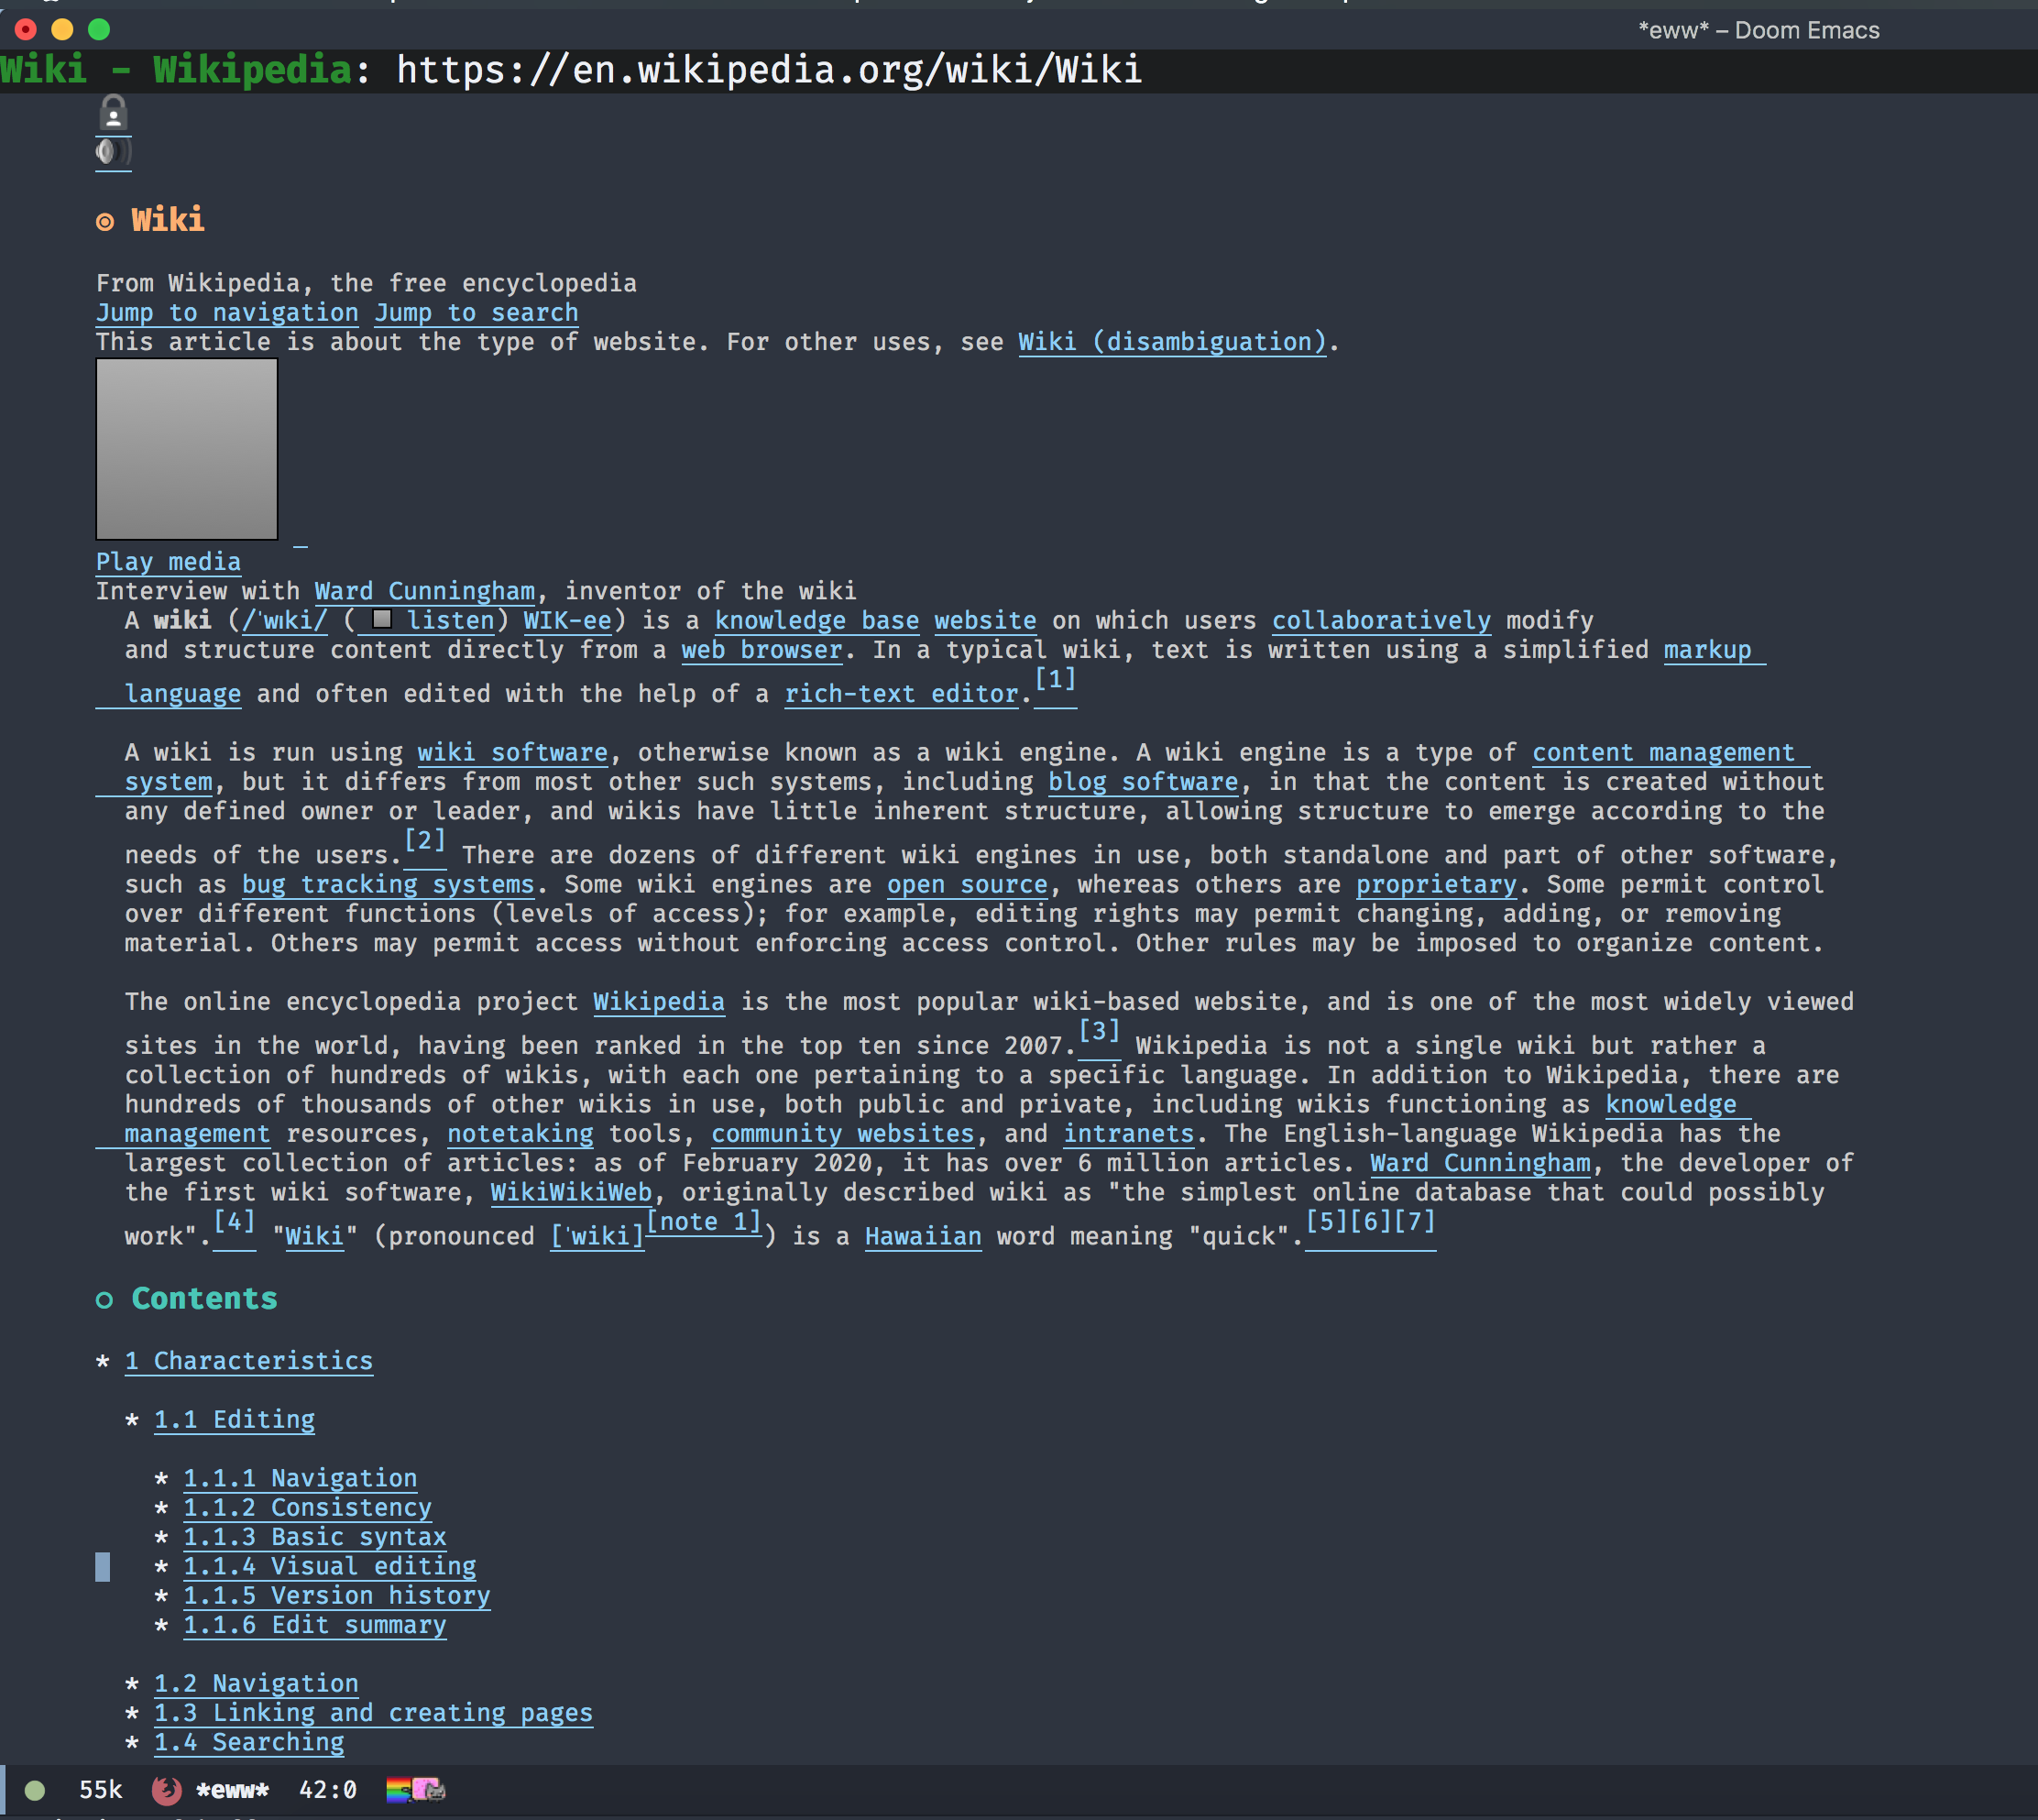 *eww* – Doom Emacs
Wiki - Wikipedia: https://en.wikipedia.org/wiki/Wiki
Wiki
From Wikipedia, the free encyclopedia
Jump to navigation Jump to search
This article is about the type of website. For other uses, see Wiki (disambiguation).
Play media
Interview with Ward Cunningham, inventor of the wiki
A wiki (/ˈwɪki/ ( listen) WIK-ee) is a knowledge base website on which users collaboratively modify
and structure content directly from a web browser. In a typical wiki, text is written using a simplified markup
language and often edited with the help of a rich-text editor.[1]
A wiki is run using wiki software, otherwise known as a wiki engine. A wiki engine is a type of content management
system, but it differs from most other such systems, including blog software, in that the content is created without
any defined owner or leader, and wikis have little inherent structure, allowing structure to emerge according to the
needs of the users.[2] There are dozens of different wiki engines in use, both standalone and part of other software,
such as bug tracking systems. Some wiki engines are open source, whereas others are proprietary. Some permit control
over different functions (levels of access); for example, editing rights may permit changing, adding, or removing
material. Others may permit access without enforcing access control. Other rules may be imposed to organize content.
The online encyclopedia project Wikipedia is the most popular wiki-based website, and is one of the most widely viewed
sites in the world, having been ranked in the top ten since 2007.[3] Wikipedia is not a single wiki but rather a
collection of hundreds of wikis, with each one pertaining to a specific language. In addition to Wikipedia, there are
hundreds of thousands of other wikis in use, both public and private, including wikis functioning as knowledge
management resources, notetaking tools, community websites, and intranets. The English-language Wikipedia has the
largest collection of articles: as of February 2020, it has over 6 million articles. Ward Cunningham, the developer of
the first wiki software, WikiWikiWeb, originally described wiki as "the simplest online database that could possibly
work".[4] "Wiki" (pronounced [ˈwiki][note 1]) is a Hawaiian word meaning "quick".[5][6][7]
Contents
* 1 Characteristics
* 1.1 Editing
* 1.1.1 Navigation
* 1.1.2 Consistency
* 1.1.3 Basic syntax
* 1.1.4 Visual editing
* 1.1.5 Version history
* 1.1.6 Edit summary
* 1.2 Navigation
* 1.3 Linking and creating pages
* 1.4 Searching
55k *eww* 42:0